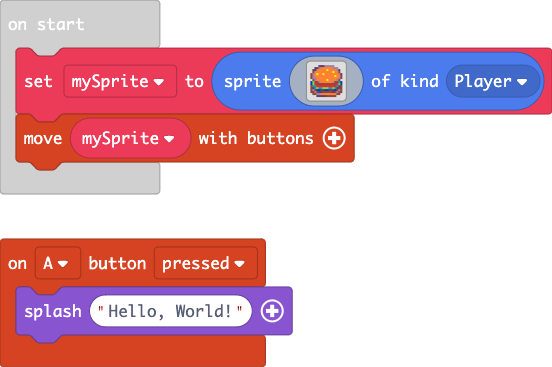 on start
set mySprite to sprite of kind Player
move mySprite with buttons
on A button pressed
splash "Hello, World!"